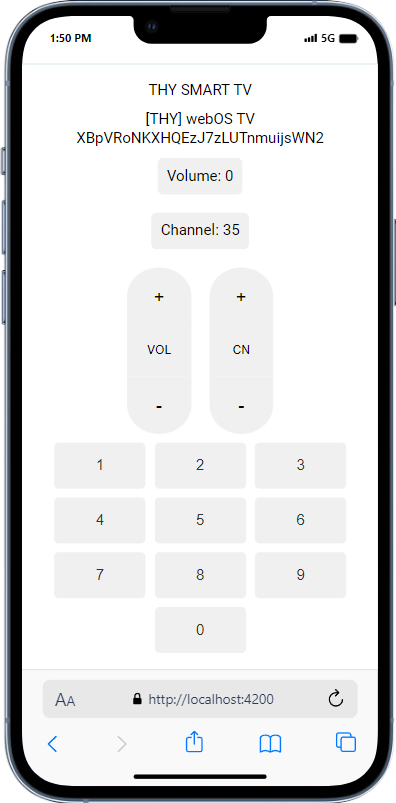 1:50 PM 5G
THY SMART TV
[THY] webOS TV
XBpVRoNKXHQEzJ7zLUTnmuijsWN2
Volume: 0
Channel: 35
+ +
VOL CN
- -
1 2 3
4 5 6
7 8 9
0
AA http://localhost:4200